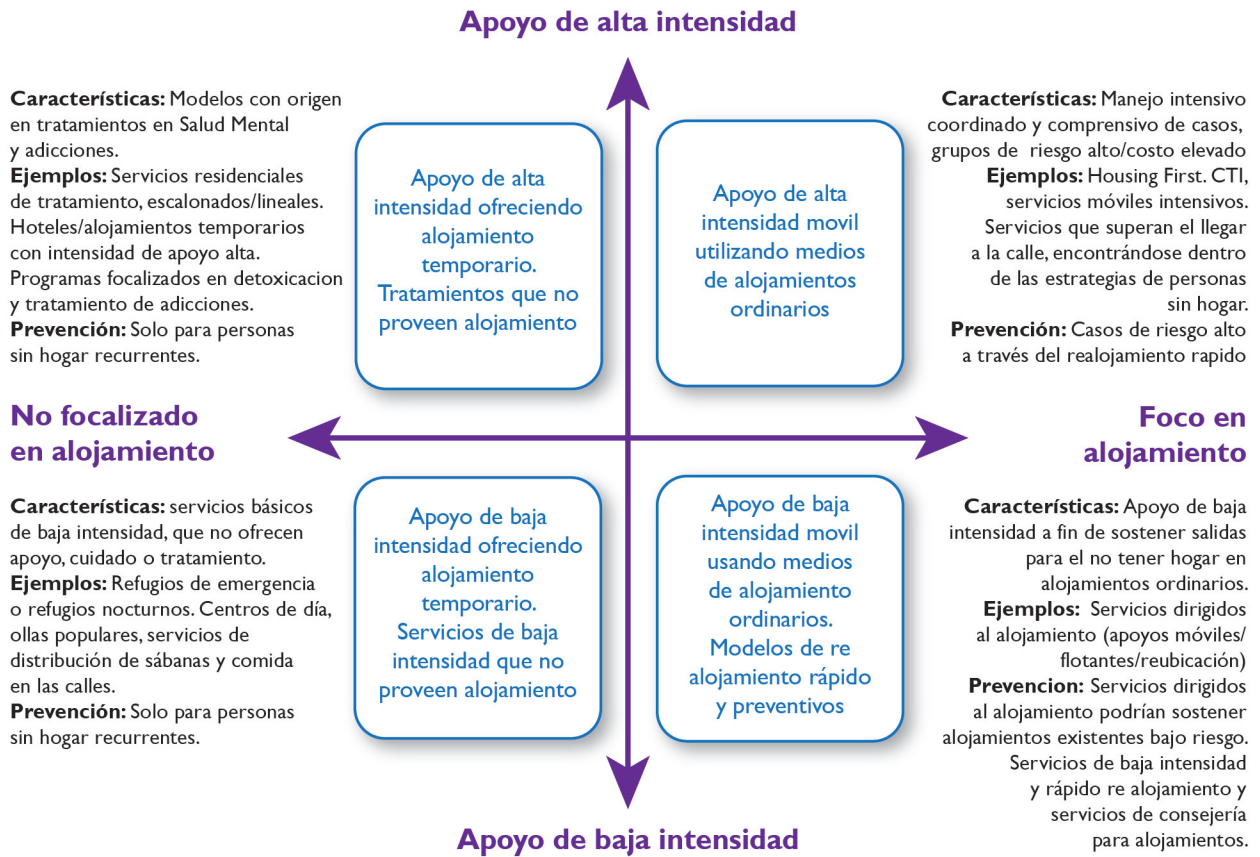 Apoyo de alta intensidad
Características: Modelos con origen
en tratamientos en Salud Mental
y adicciones.
Ejemplos: Servicios residenciales
de tratamiento, escalonados/lineales.
Hoteles/alojamientos temporarios
con intensidad de apoyo alta.
Programas focalizados en detoxicacion
y tratamiento de adicciones.
Prevención: Solo para personas
sin hogar recurrentes.
Apoyo de alta
intensidad ofreciendo
alojamiento
temporario.
Tratamientos que no
proveen alojamiento
Apoyo de alta
intensidad movil
utilizando medios
de alojamientos
ordinarios
Características: Manejo intensivo
coordinado y comprensivo de casos,
grupos de riesgo alto/costo elevado
Ejemplos: Housing First. CTI,
servicios móviles intensivos.
Servicios que superan el llegar
a la calle, encontrándose dentro
de las estrategias de personas
sin hogar.
Prevención: Casos de riesgo alto
a través del realojamiento rapido
No focalizado
en alojamiento
Foco en
alojamiento
Características: servicios básicos
de baja intensidad, que no ofrecen
apoyo, cuidado o tratamiento.
Ejemplos: Refugios de emergencia
o refugios nocturnos. Centros de día,
ollas populares, servicios de
distribución de sábanas y comida
en las calles.
Prevención: Solo para personas
sin hogar recurrentes.
Apoyo de baja
intensidad ofreciendo
alojamiento
temporario.
Servicios de baja
intensidad que no
proveen alojamiento
Apoyo de baja
intensidad movil
usando medios
de alojamiento
ordinarios.
Modelos de re
alojamiento rápido
y preventivos
Características: Apoyo de baja
intensidad a fin de sostener salidas
para el no tener hogar en
alojamientos ordinarios.
Ejemplos: Servicios dirigidos
al alojamiento (apoyos móviles/
flotantes/reubicación)
Prevencion: Servicios dirigidos
al alojamiento podrían sostener
alojamientos existentes bajo riesgo.
Servicios de baja intensidad
y rápido re alojamiento y
servicios de consejería
para alojamientos.
Apoyo de baja intensidad